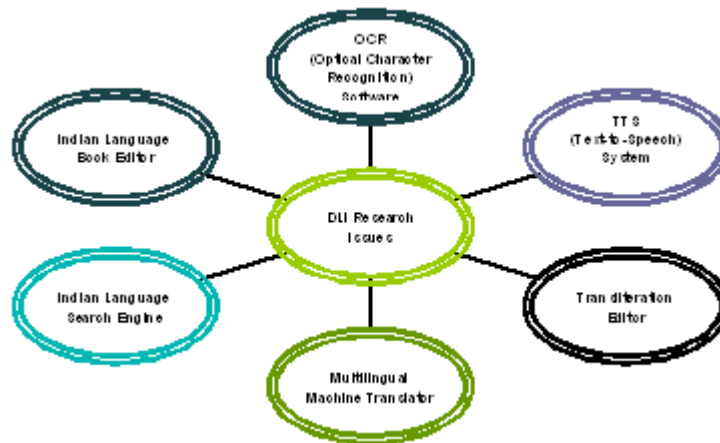 OCR
(Optical Character
Recognition)
Software
TTS
(Text-to-Speech)
System
Indian Language
Book Editor
DLI Research
Issues
Indian Language
Search Engine
Transliteration
Editor
Multilingual
Machine Translator